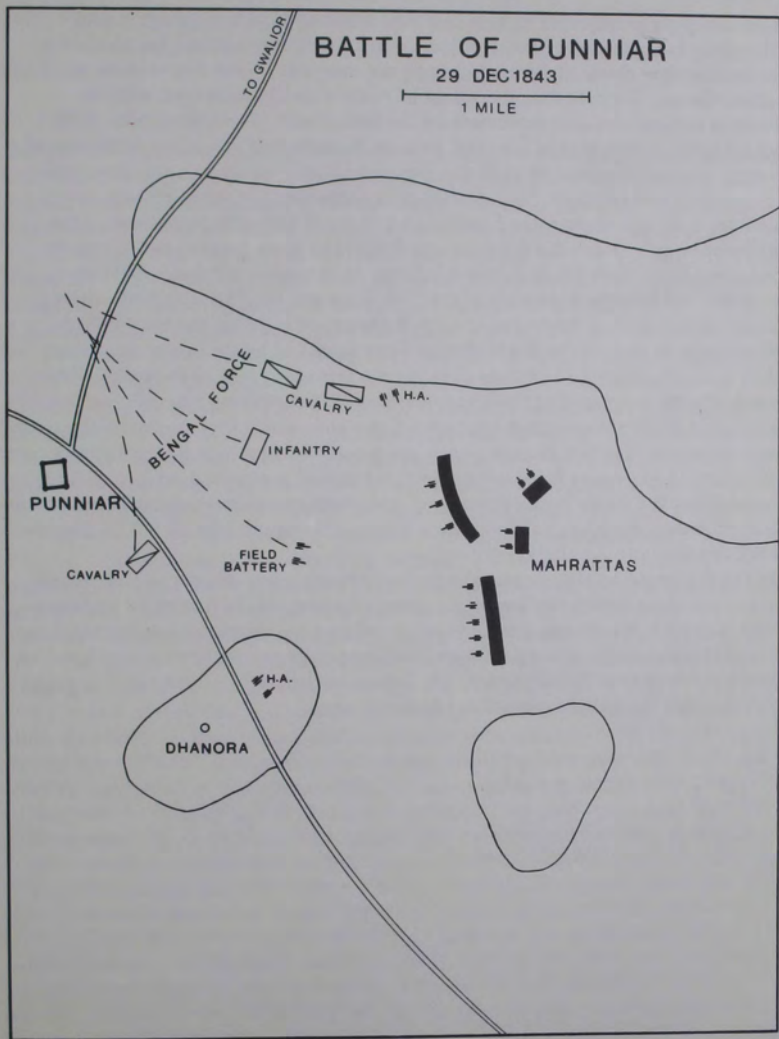 BATTLE OF PUNNIAR
29 DEC 1843
1 MILE
TO GWALIOR
BENGAL FORCE
CAVALRY
H.A.
INFANTRY
PUNNIAR
FIELD
BATTERY
MAHRATTAS
CAVALRY
H.A.
DHANORA